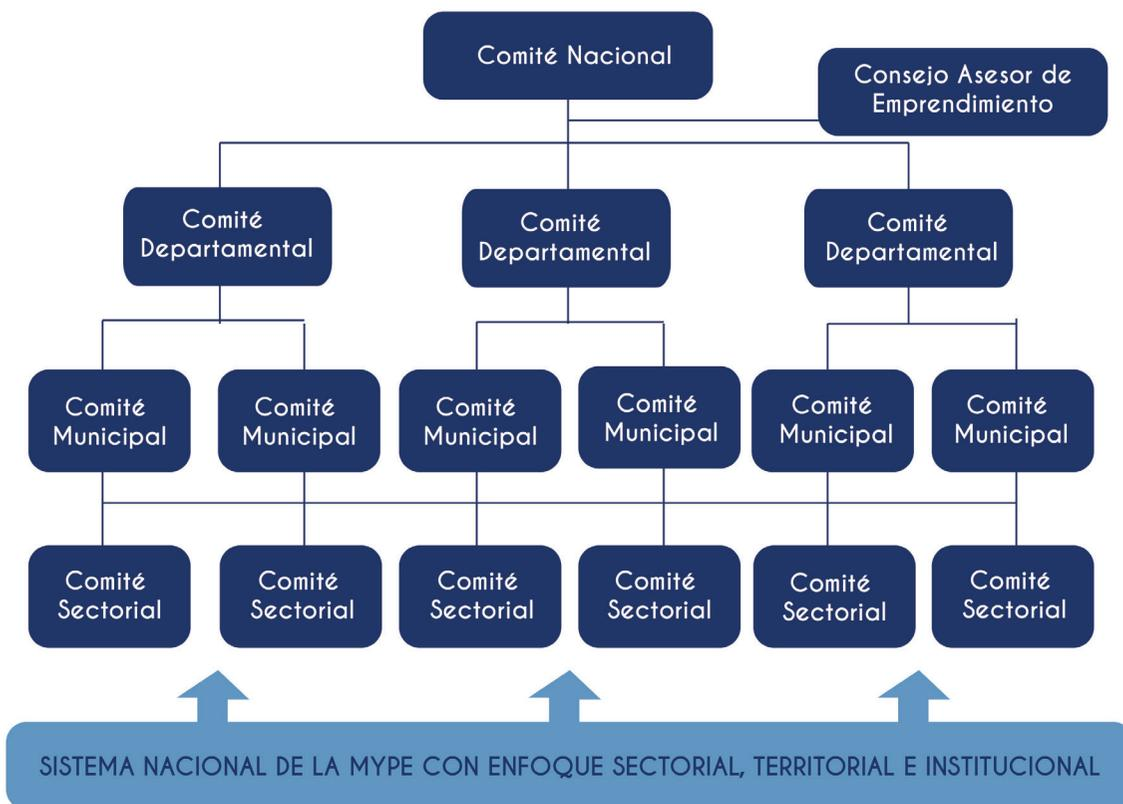 Comité Nacional
Consejo Asesor de
Emprendimiento
Comité
Departamental
Comité
Departamental
Comité
Departamental
Comité
Municipal
Comité
Municipal
Comité
Municipal
Comité
Municipal
Comité
Municipal
Comité
Municipal
Comité
Sectorial
Comité
Sectorial
Comité
Sectorial
Comité
Sectorial
Comité
Sectorial
Comité
Sectorial
SISTEMA NACIONAL DE LA MYPE CON ENFOQUE SECTORIAL, TERRITORIAL E INSTITUCIONAL